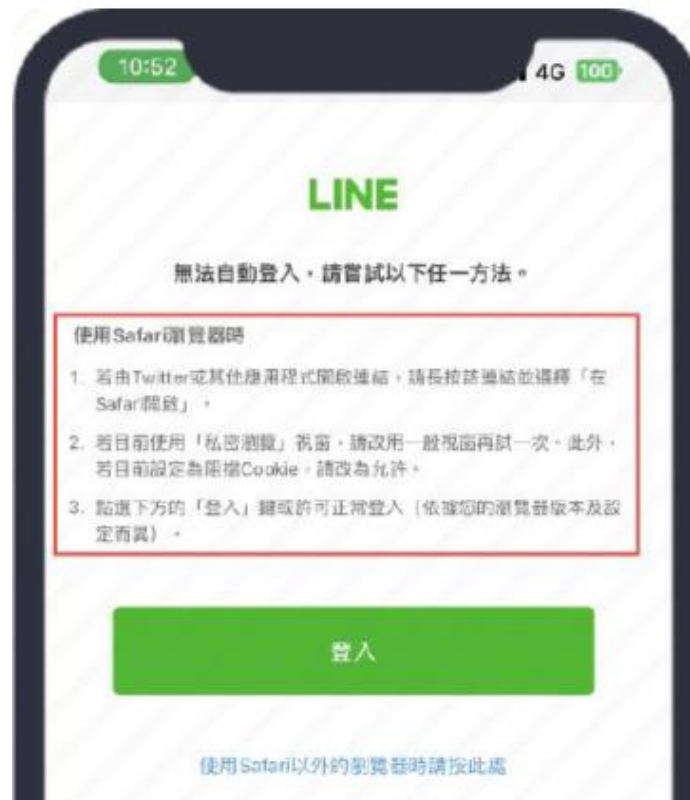 10:52
4G 100
LINE
無法自動登入，請嘗試以下任一方法。
使用Safari瀏覽器時
1. 若由Twitter或其他應用程式開啟連結，請長按該連結並選擇「在
Safari開啟」。
2. 若目前使用「私密瀏覽」視窗，請改用一般視窗再試一次。此外，
若目前設定為阻擋Cookie，請改為允許。
3. 點選下方的「登入」鍵或許可正常登入（依據您的瀏覽器版本及設
定而異）。
登入
使用Safari以外的瀏覽器時請按此處